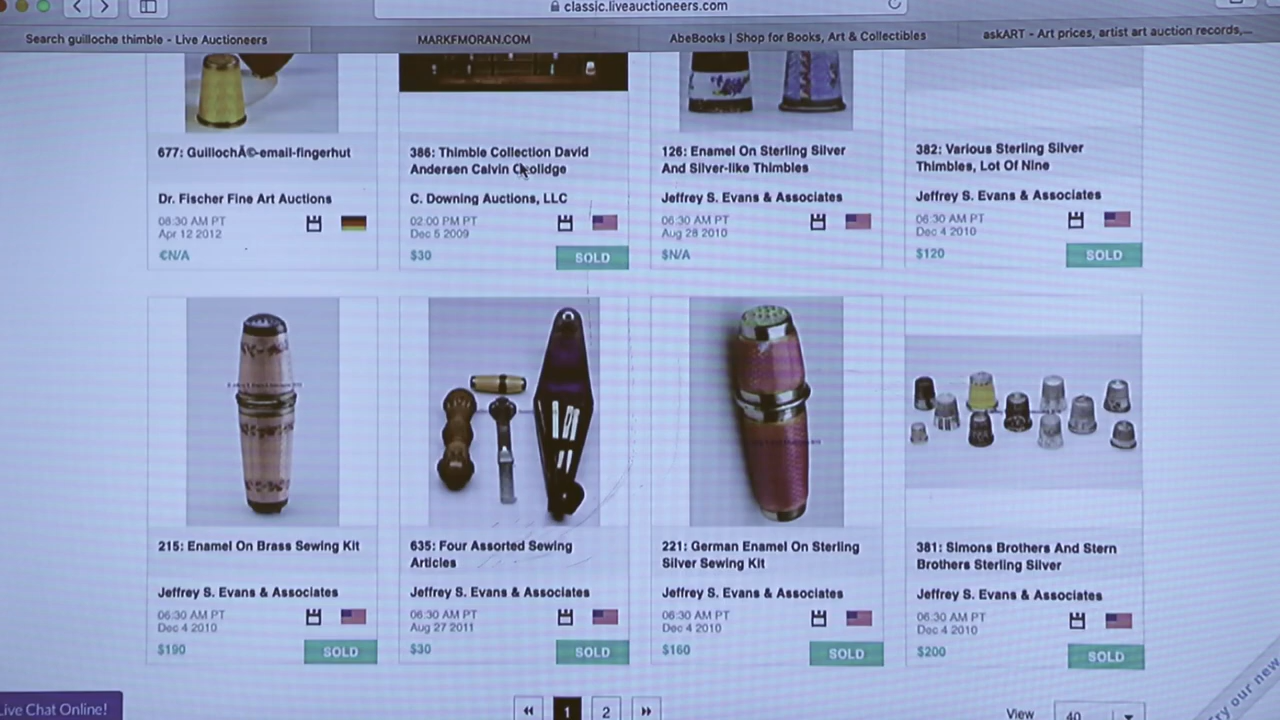 classic.liveauctioneers.com
Search guilloche thimble - Live Auctioneers
MARKFMORAN.COM
AbeBooks | Shop for Books, Art & Collectibles
askART - Art prices, artist art auction records,...
677: GuillochÃ©-email-fingerhut
Dr. Fischer Fine Art Auctions
08:30 AM PT
Apr 12 2012
€N/A
386: Thimble Collection David
Andersen Calvin Coolidge
C. Downing Auctions, LLC
02:00 PM PT
Dec 5 2009
$30
SOLD
126: Enamel On Sterling Silver
And Silver-like Thimbles
Jeffrey S. Evans & Associates
06:30 AM PT
Aug 28 2010
$N/A
382: Various Sterling Silver
Thimbles, Lot Of Nine
Jeffrey S. Evans & Associates
06:30 AM PT
Dec 4 2010
$120
SOLD
215: Enamel On Brass Sewing Kit
Jeffrey S. Evans & Associates
06:30 AM PT
Dec 4 2010
$190
SOLD
635: Four Assorted Sewing
Articles
Jeffrey S. Evans & Associates
06:30 AM PT
Aug 27 2011
$30
SOLD
221: German Enamel On Sterling
Silver Sewing Kit
Jeffrey S. Evans & Associates
06:30 AM PT
Dec 4 2010
$160
SOLD
381: Simons Brothers And Stern
Brothers Sterling Silver
Jeffrey S. Evans & Associates
06:30 AM PT
Dec 4 2010
$200
SOLD
Live Chat Online!
1
2
View
40
our new